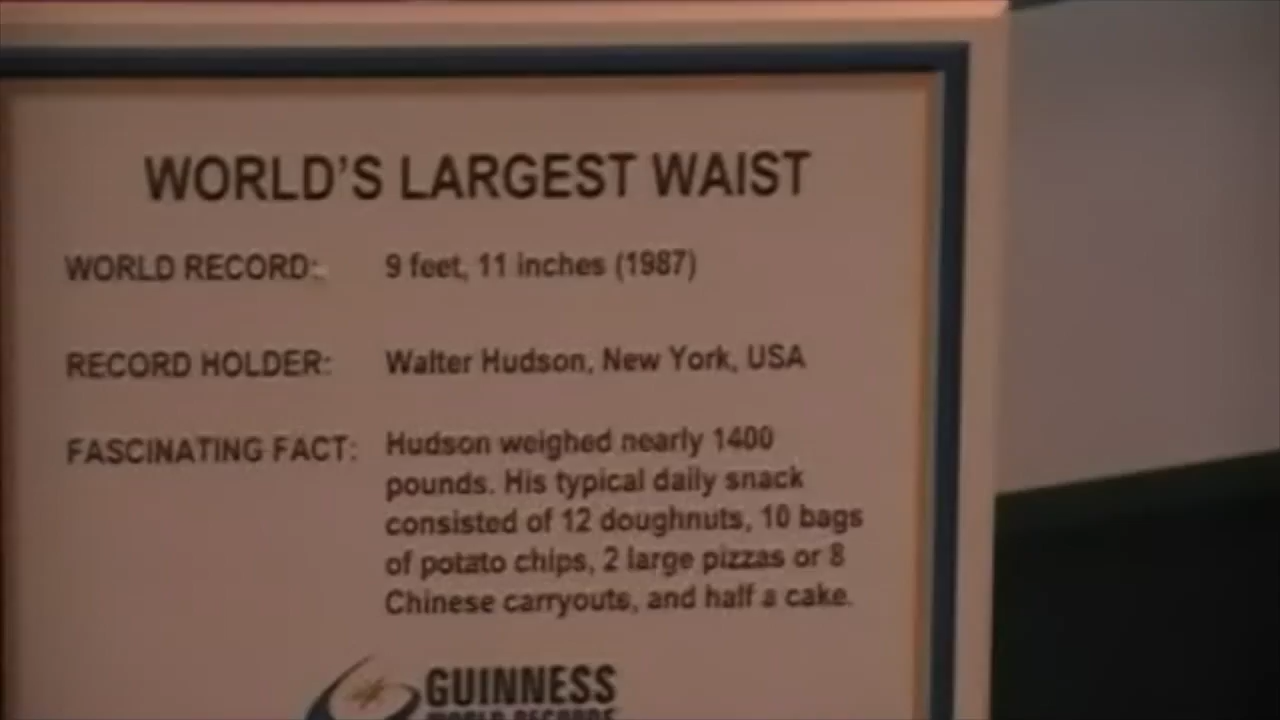 WORLD'S LARGEST WAIST
WORLD RECORD: 9 feet, 11 inches (1987)
RECORD HOLDER: Walter Hudson, New York, USA
FASCINATING FACT: Hudson weighed nearly 1400
pounds. His typical daily snack
consisted of 12 doughnuts, 10 bags
of potato chips, 2 large pizzas or 8
Chinese carryouts, and half a cake.
GUINNESS
WORLD RECORDS